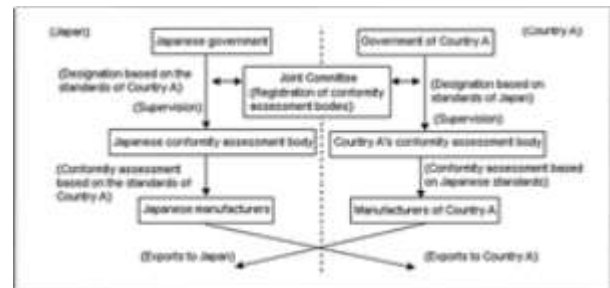 (Japan)
(Country A)
Japanese government
Government of Country A
(Designation based on the
standards of Country A)
(Supervision)
Joint Committee
(Registration of conformity
assessment bodies)
(Designation based on
standards of Japan)
(Supervision)
Japanese conformity assessment body
Country A's conformity assessment body
(Conformity assessment
based on the standards of
Country A)
(Conformity assessment based
on Japanese standards)
Japanese manufacturers
Manufacturers of Country A
(Exports to Japan)
(Exports to Country A)